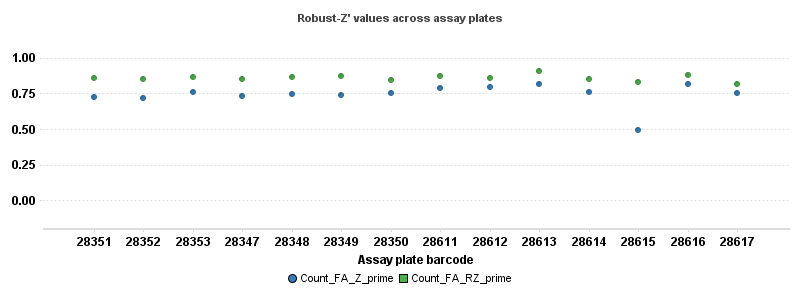 Robust-Z' values across assay plates
1.00
0.75
0.50
0.25
0.00
28351 28352 28353 28347 28348 28349 28350 28611 28612 28613 28614 28615 28616 28617
Assay plate barcode
Count_FA_Z_prime Count_FA_RZ_prime